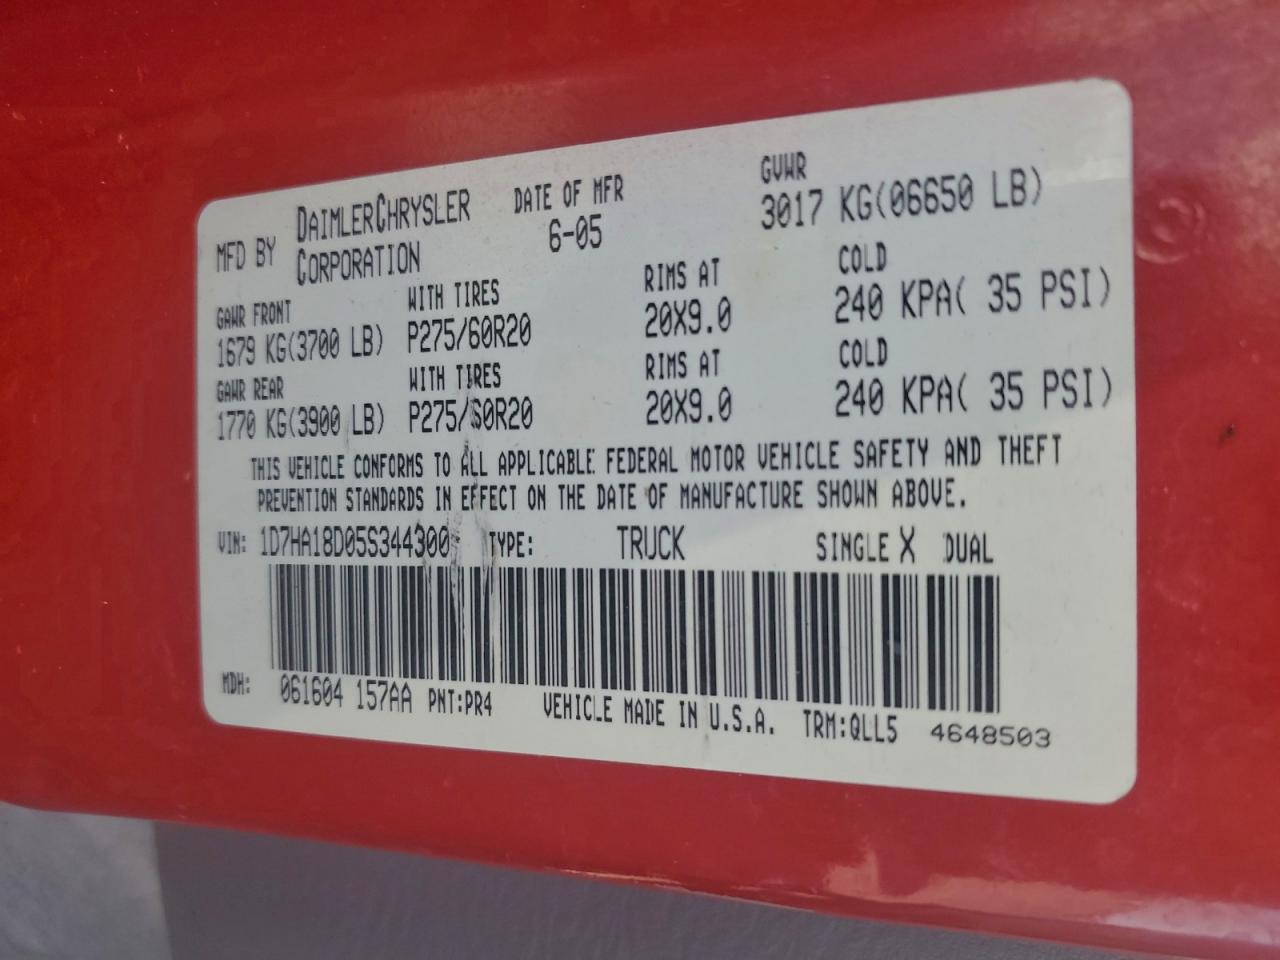 MFD BY DAIMLERCHRYSLER CORPORATION DATE OF MFR 6-05 GVWR 3017 KG(06650 LB)
GAWR FRONT WITH TIRES RIMS AT COLD
1679 KG(3700 LB) P275/60R20 20X9.0 240 KPA( 35 PSI)
GAWR REAR WITH TIRES RIMS AT COLD
1770 KG(3900 LB) P275/60R20 20X9.0 240 KPA( 35 PSI)
THIS VEHICLE CONFORMS TO ALL APPLICABLE FEDERAL MOTOR VEHICLE SAFETY AND THEFT
PREVENTION STANDARDS IN EFFECT ON THE DATE OF MANUFACTURE SHOWN ABOVE.
VIN: 1D7HA18D05S344300 TYPE: TRUCK SINGLE X DUAL
MDH: 061604 157AA PNT:PR4 VEHICLE MADE IN U.S.A. TRM:QLL5 4648503